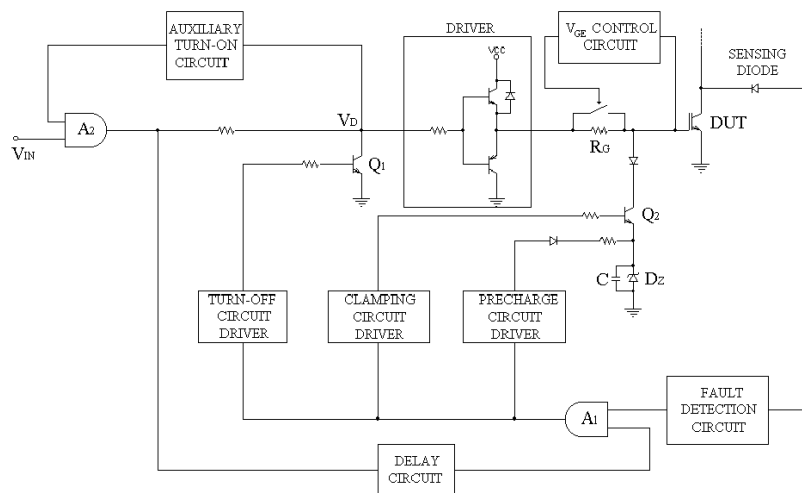 AUXILIARY
TURN-ON
CIRCUIT
DRIVER
VCC
VGE CONTROL
CIRCUIT
SENSING
DIODE
A2
VIN
VD
Q1
RG
DUT
Q2
C
DZ
TURN-OFF
CIRCUIT
DRIVER
CLAMPING
CIRCUIT
DRIVER
PRECHARGE
CIRCUIT
DRIVER
A1
FAULT
DETECTION
CIRCUIT
DELAY
CIRCUIT